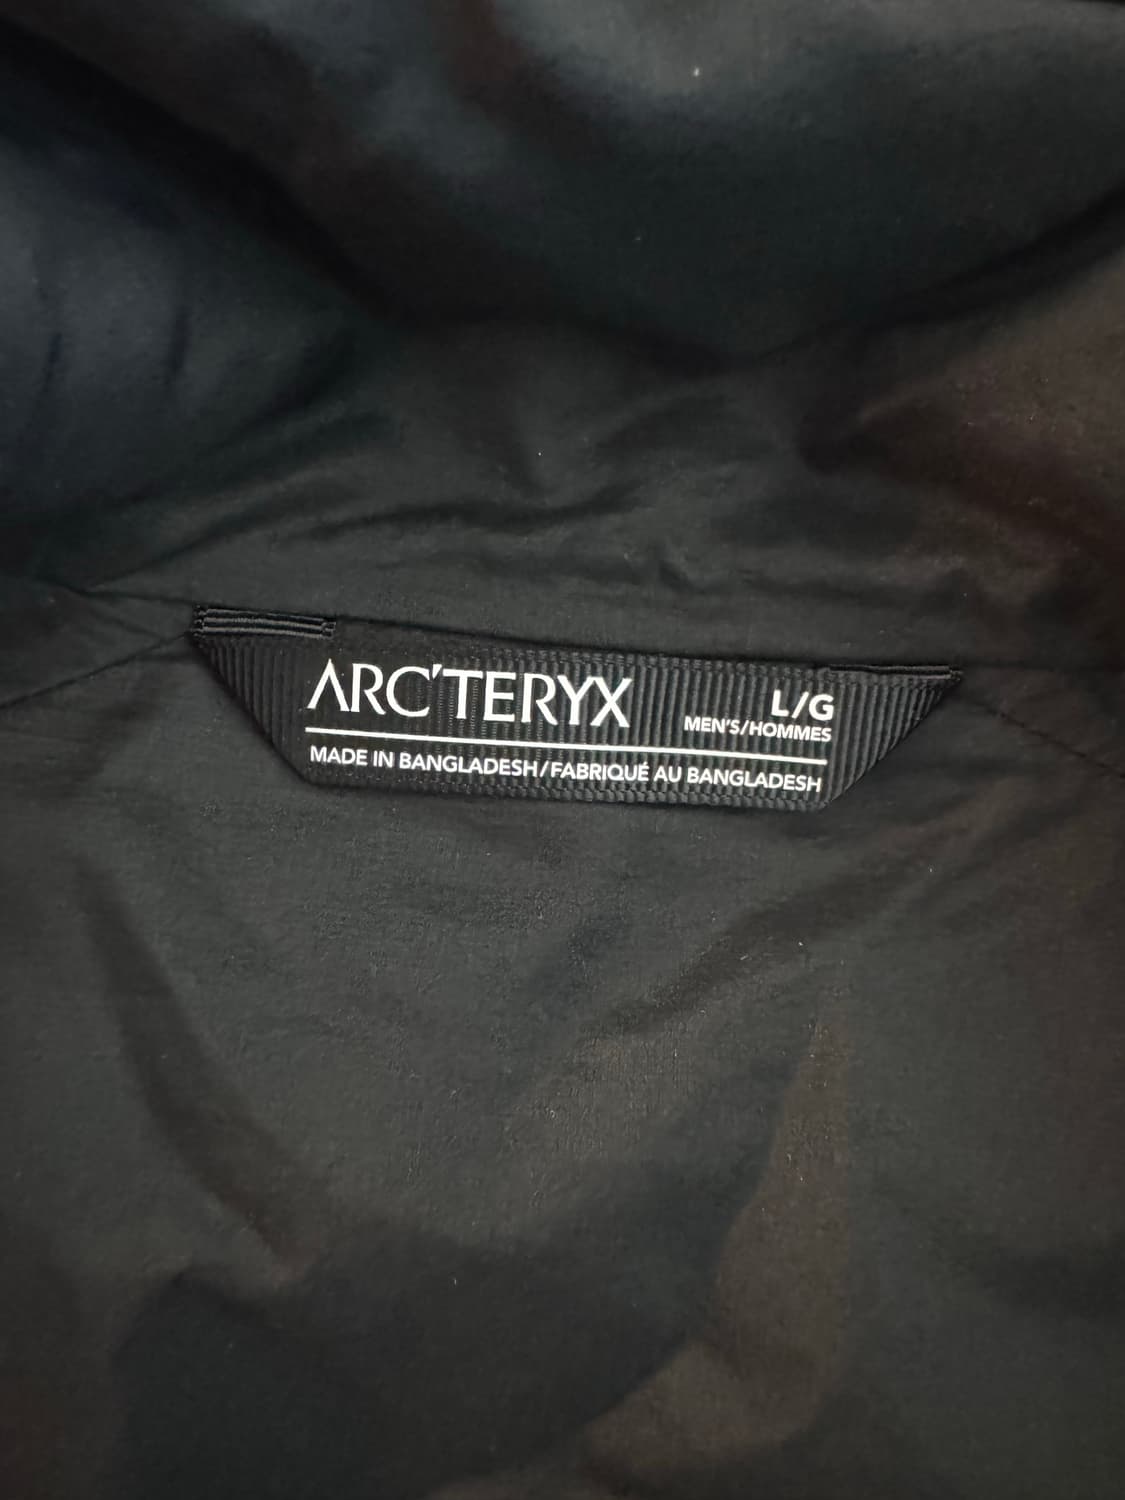 ARC'TERYX
L/G
MEN'S/HOMMES
MADE IN BANGLADESH/FABRIQUÉ AU BANGLADESH